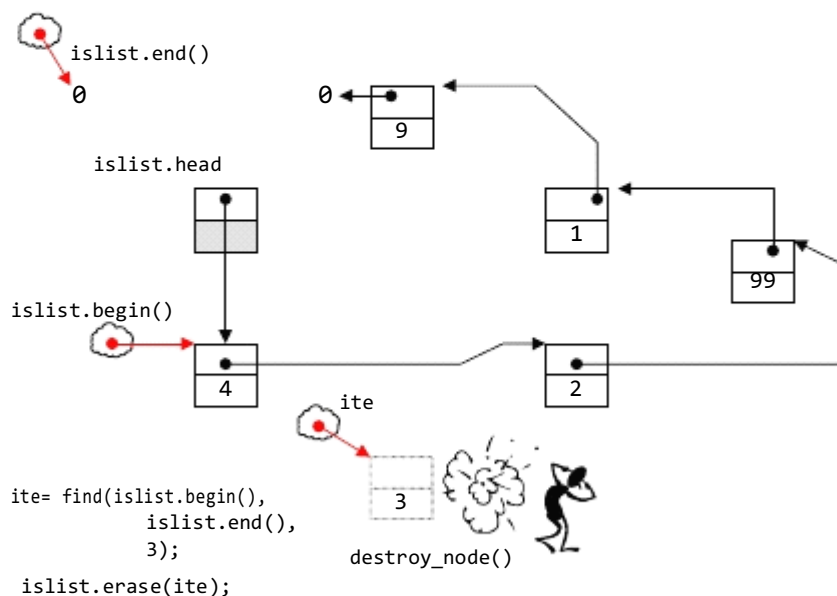 islist.end()
0
0
9
islist.head
1
99
islist.begin()
4
2
ite
3
ite= find(islist.begin(),
islist.end(),
3);
destroy_node()
islist.erase(ite);